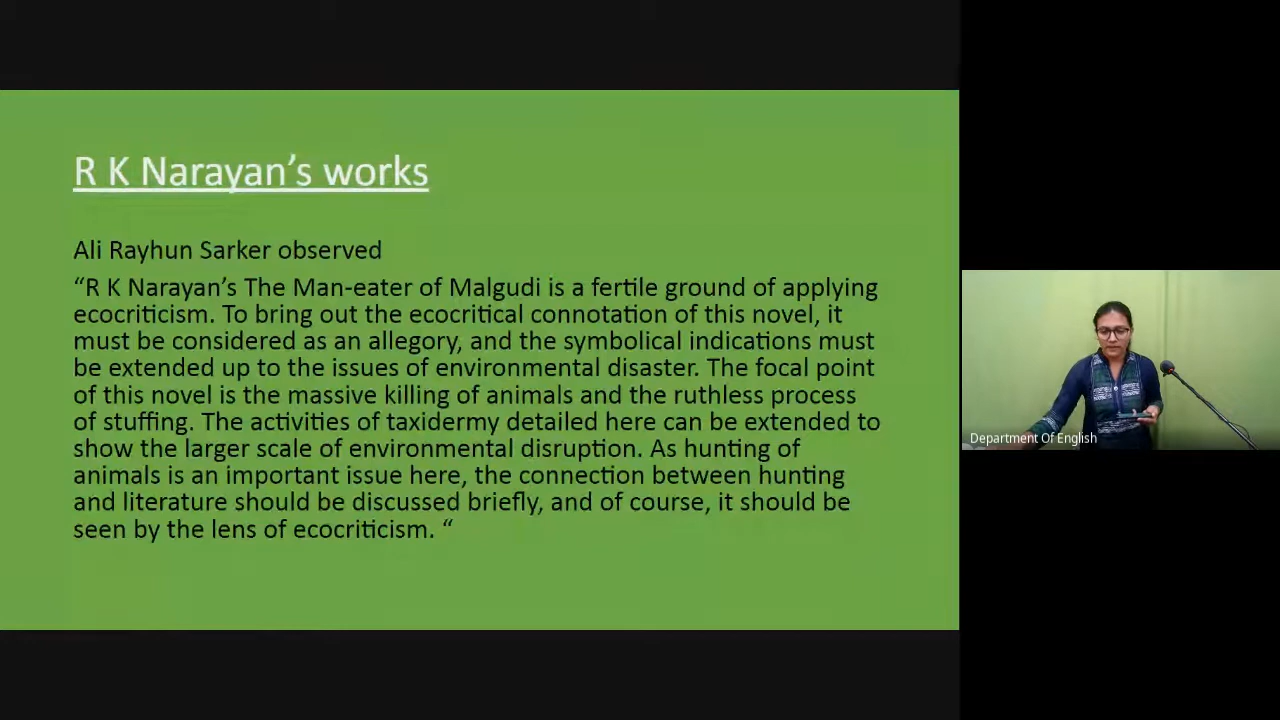 R K Narayan’s works
Ali Rayhun Sarker observed
“R K Narayan’s The Man-eater of Malgudi is a fertile ground of applying
ecocriticism. To bring out the ecocritical connotation of this novel, it
must be considered as an allegory, and the symbolical indications must
be extended up to the issues of environmental disaster. The focal point
of this novel is the massive killing of animals and the ruthless process
of stuffing. The activities of taxidermy detailed here can be extended to
show the larger scale of environmental disruption. As hunting of
animals is an important issue here, the connection between hunting
and literature should be discussed briefly, and of course, it should be
seen by the lens of ecocriticism. “
Department Of English